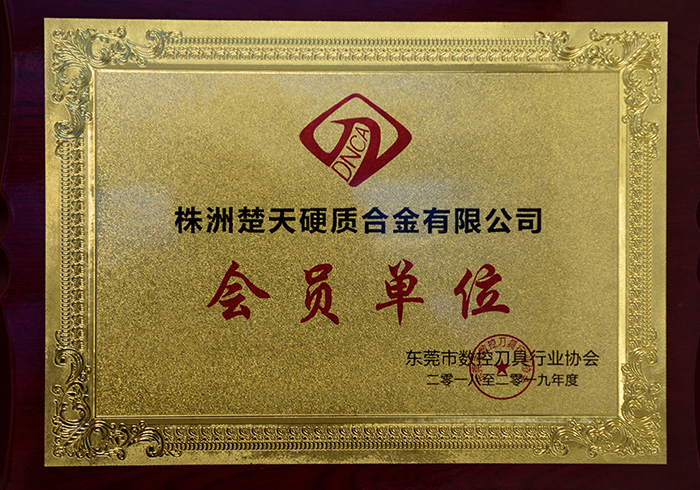 DNCA
株洲楚天硬质合金有限公司
会员单位
东莞市数控刀具行业协会
二零一八至二零一九年度